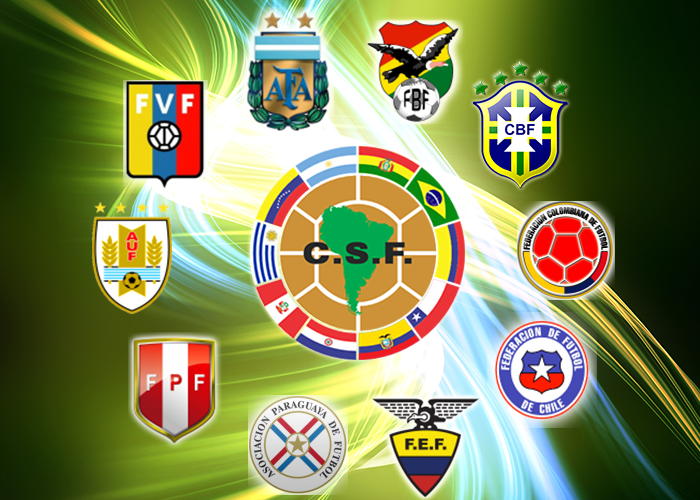 AFA
FBF
FVF
CBF
AUF
C.S.F.
FEDERACION COLOMBIANA DE FUTBOL
FPF
FEDERACION DE FUTBOL
DE CHILE
ASOCIACION PARAGUAYA DE FUTBOL
F.E.F.